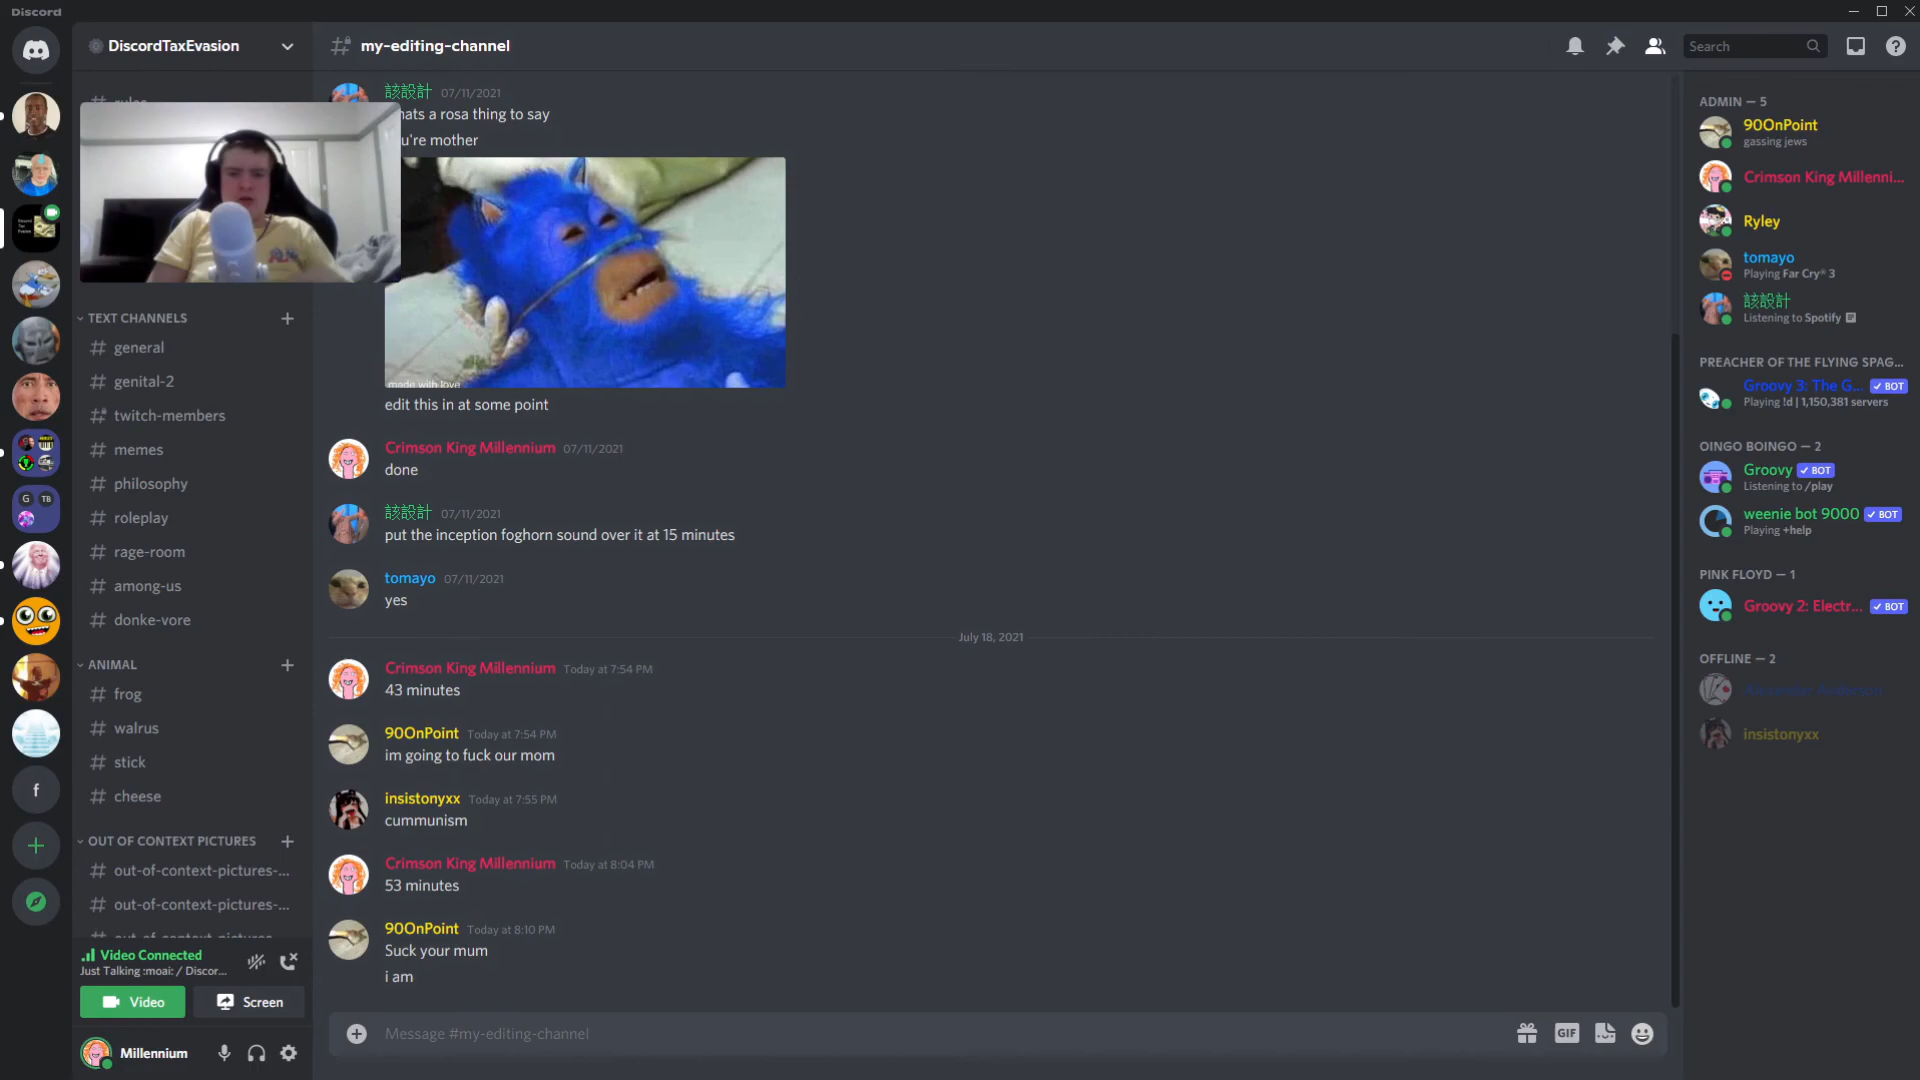 Discord
DiscordTaxEvasion
my-editing-channel
Search
TEXT CHANNELS
general
genital-2
twitch-members
memes
philosophy
roleplay
rage-room
among-us
donke-vore
ANIMAL
frog
walrus
stick
cheese
OUT OF CONTEXT PICTURES
out-of-context-pictures-...
out-of-context-pictures-...
Video Connected
Just Talking :moai: / Discor...
Video
Screen
Millennium
G
TB
f
該設計 07/11/2021
hats a rosa thing to say
u're mother
made with love
edit this in at some point
Crimson King Millennium 07/11/2021
done
該設計 07/11/2021
put the inception foghorn sound over it at 15 minutes
tomayo 07/11/2021
yes
July 18, 2021
Crimson King Millennium Today at 7:54 PM
43 minutes
90OnPoint Today at 7:54 PM
im going to fuck our mom
insistonyxx Today at 7:55 PM
cummunism
Crimson King Millennium Today at 8:04 PM
53 minutes
90OnPoint Today at 8:10 PM
Suck your mum
i am
Message #my-editing-channel
GIF
ADMIN — 5
90OnPoint
gassing jews
Crimson King Millenni...
Ryley
tomayo
Playing Far Cry® 3
該設計
Listening to Spotify
PREACHER OF THE FLYING SPAG...
Groovy 3: The G... BOT
Playing !d | 1,150,381 servers
OINGO BOINGO — 2
Groovy BOT
Listening to /play
weenie bot 9000 BOT
Playing +help
PINK FLOYD — 1
Groovy 2: Electr... BOT
OFFLINE — 2
Alexander Anderson
insistonyxx